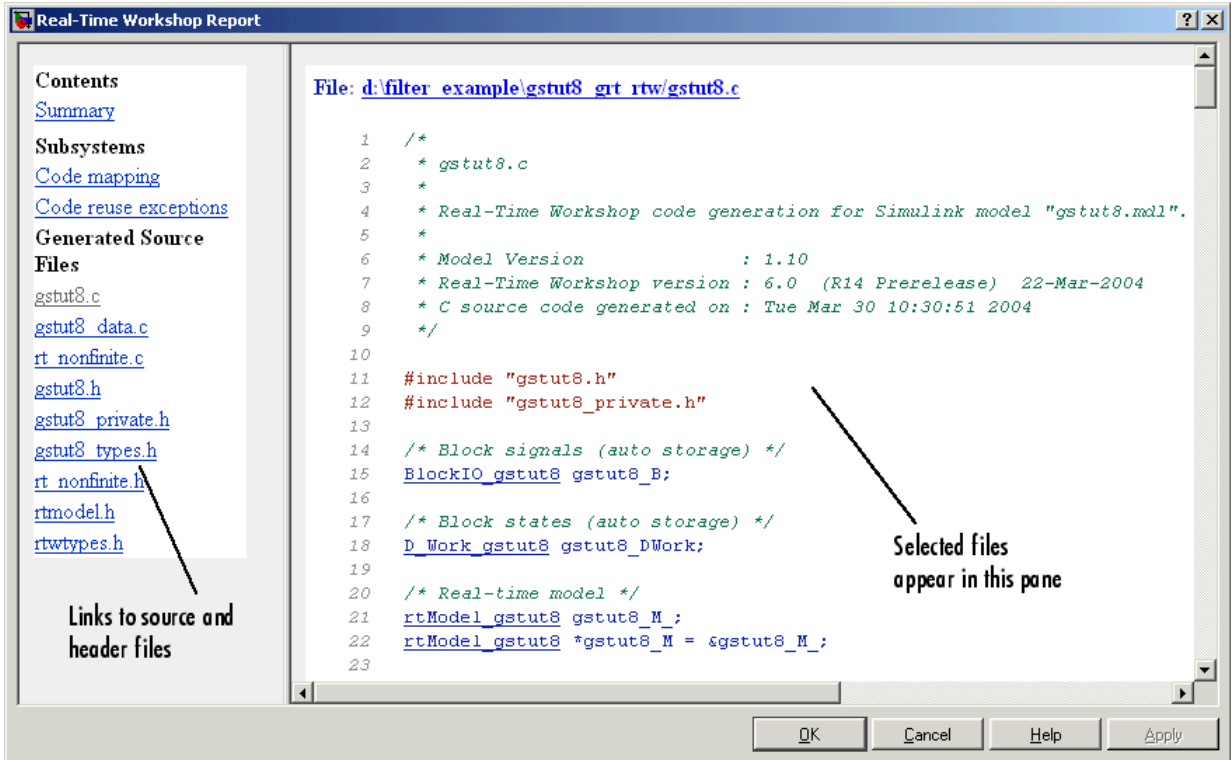 Real-Time Workshop Report
Contents
Summary
Subsystems
Code mapping
Code reuse exceptions
Generated Source
Files
gstut8.c
gstut8_data.c
rt_nonfinite.c
gstut8.h
gstut8_private.h
gstut8_types.h
rt_nonfinite.h
rtmodel.h
rtwtypes.h
Links to source and
header files
File: d:\filter_example\gstut8_grt_rtw/gstut8.c
1 /*
2 * gstut8.c
3 *
4 * Real-Time Workshop code generation for Simulink model "gstut8.mdl".
5 *
6 * Model Version : 1.10
7 * Real-Time Workshop version : 6.0 (R14 Prerelease) 22-Mar-2004
8 * C source code generated on : Tue Mar 30 10:30:51 2004
9 */
10
11 #include "gstut8.h"
12 #include "gstut8_private.h"
13
14 /* Block signals (auto storage) */
15 BlockIO_gstut8 gstut8_B;
16
17 /* Block states (auto storage) */
18 D_Work_gstut8 gstut8_DWork;
19
20 /* Real-time model */
21 rtModel_gstut8 gstut8_M_;
22 rtModel_gstut8 *gstut8_M = &gstut8_M_;
23
Selected files
appear in this pane
OK Cancel Help Apply